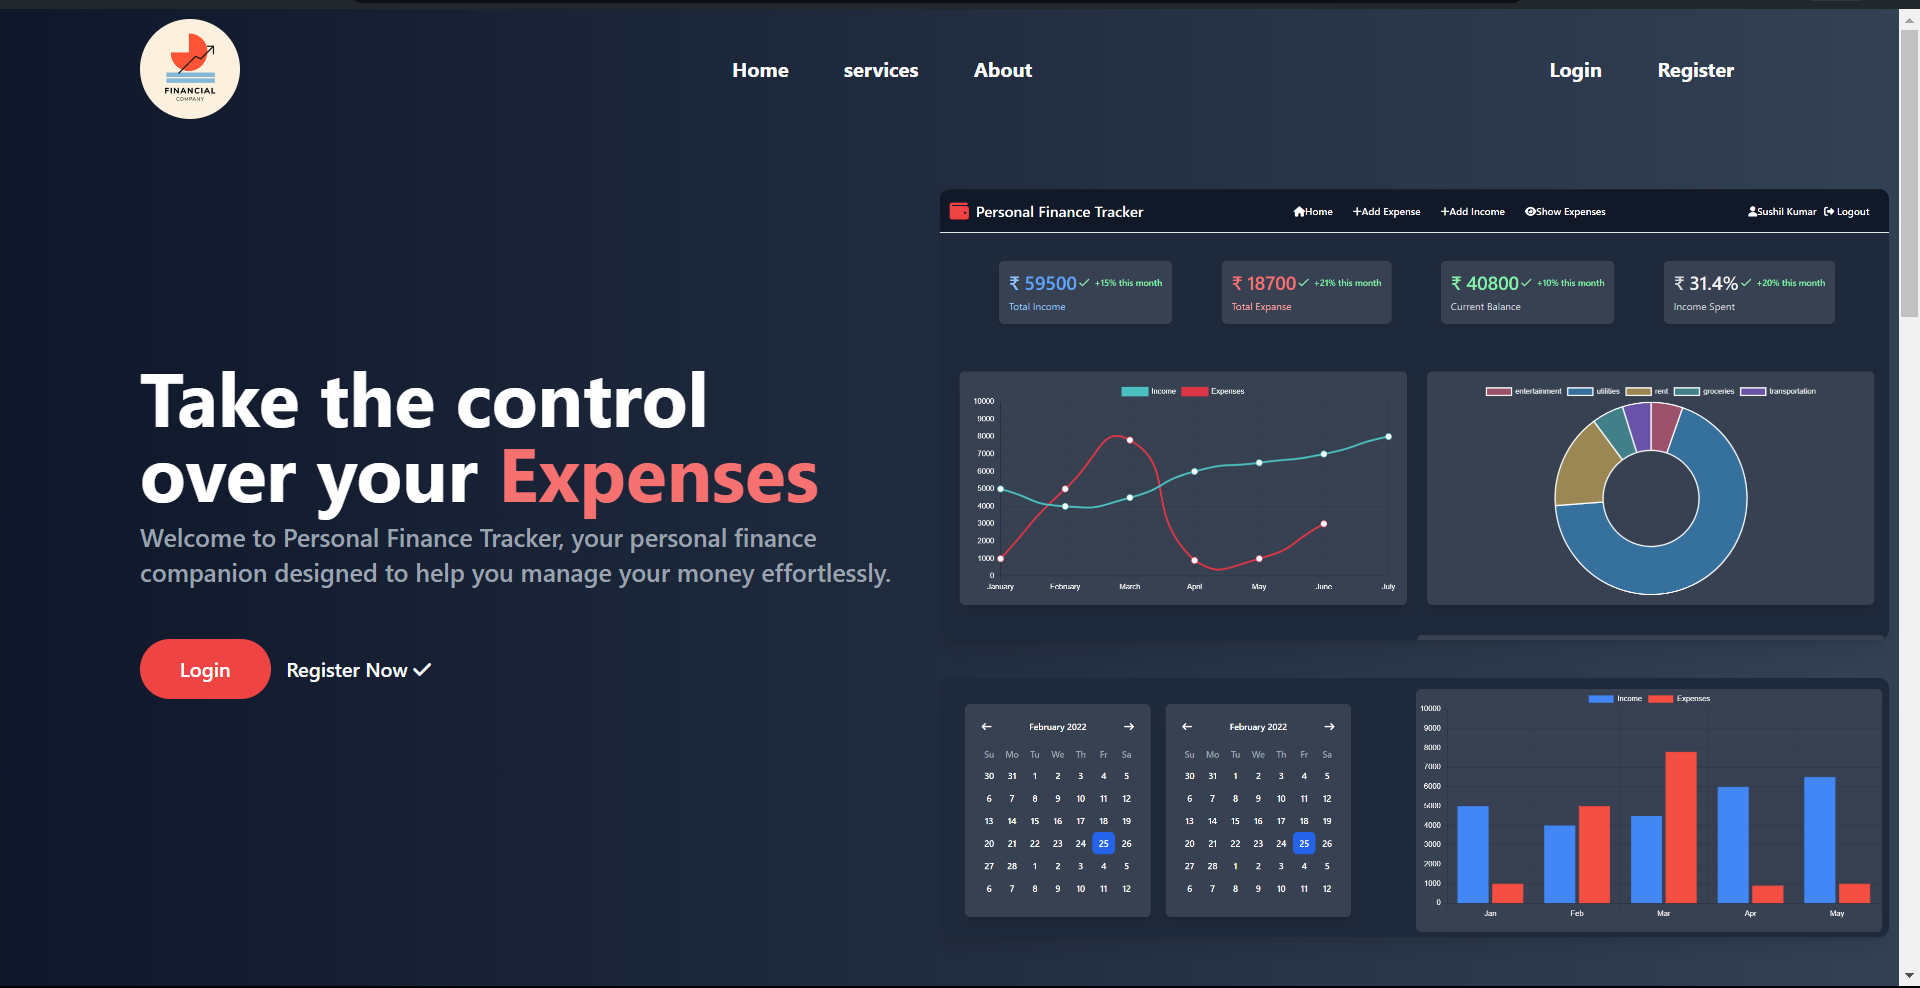 FINANCIAL
COMPANY
Home services About
Login Register
Take the control
over your Expenses
Welcome to Personal Finance Tracker, your personal finance
companion designed to help you manage your money effortlessly.
Login Register Now
Personal Finance Tracker Home +Add Expense +Add Income Show Expenses Sushil Kumar Logout
₹ 59500 +15% this month
Total Income
₹ 18700 +21% this month
Total Expanse
₹ 40800 +10% this month
Current Balance
₹ 31.4% +20% this month
Income Spent
Income Expenses
10000
9000
8000
7000
6000
5000
4000
3000
2000
1000
0
January February March April May June July
entertainment utilities rent groceries transportation
February 2022
Su Mo Tu We Th Fr Sa
30 31 1 2 3 4 5
6 7 8 9 10 11 12
13 14 15 16 17 18 19
20 21 22 23 24 25 26
27 28 1 2 3 4 5
6 7 8 9 10 11 12
February 2022
Su Mo Tu We Th Fr Sa
30 31 1 2 3 4 5
6 7 8 9 10 11 12
13 14 15 16 17 18 19
20 21 22 23 24 25 26
27 28 1 2 3 4 5
6 7 8 9 10 11 12
Income Expenses
10000
9000
8000
7000
6000
5000
4000
3000
2000
1000
0
Jan Feb Mar Apr May